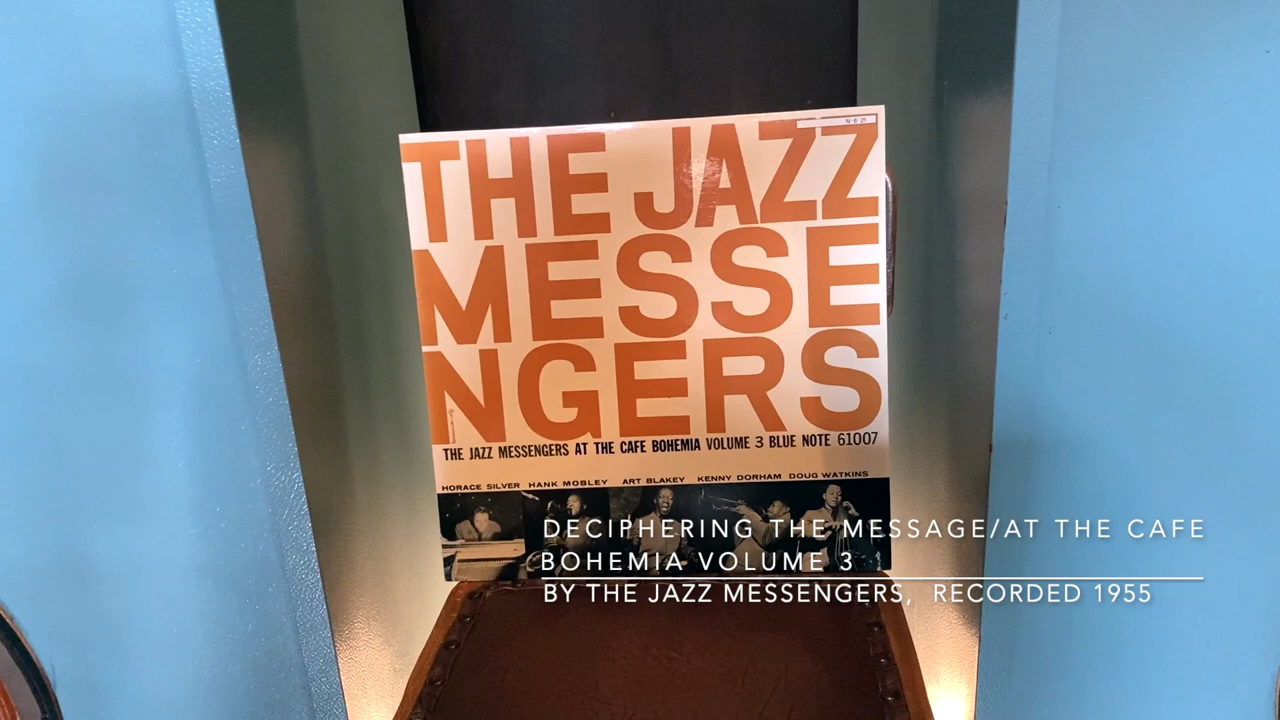 N-6-21
THE JAZZ
MESSE
NGERS
THE JAZZ MESSENGERS AT THE CAFE BOHEMIA VOLUME 3 BLUE NOTE 61007
HORACE SILVER HANK MOBLEY ART BLAKEY KENNY DORHAM DOUG WATKINS
DECIPHERING THE MESSAGE/AT THE CAFE
BOHEMIA VOLUME 3
BY THE JAZZ MESSENGERS, RECORDED 1955